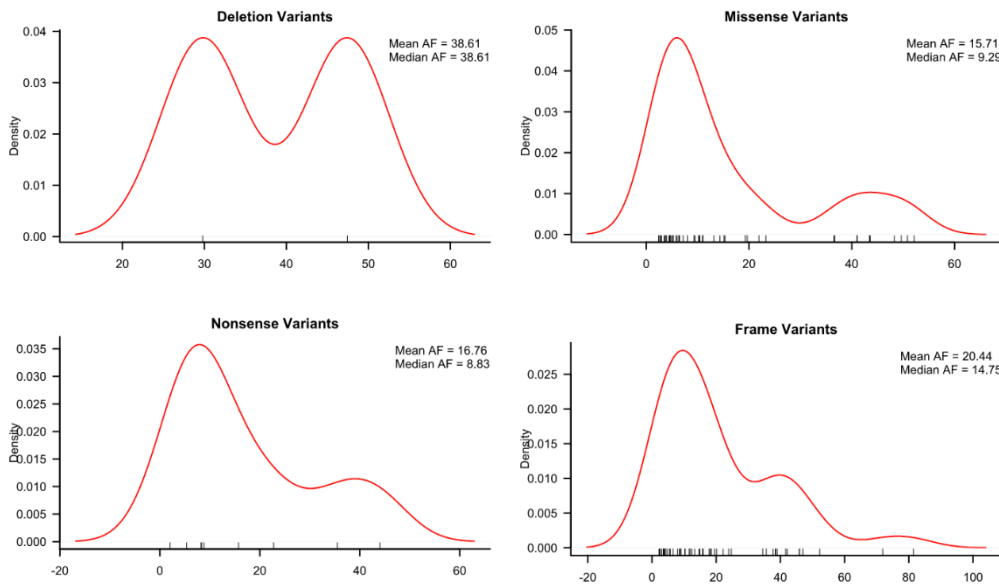 Deletion Variants
Mean AF = 38.61
Median AF = 38.61
Density
0.04
0.03
0.02
0.01
0.00
20
30
40
50
60
Missense Variants
Mean AF = 15.71
Median AF = 9.29
Density
0.05
0.04
0.03
0.02
0.01
0.00
0
20
40
60
Nonsense Variants
Mean AF = 16.76
Median AF = 8.83
Density
0.035
0.030
0.025
0.020
0.015
0.010
0.005
0.000
-20
0
20
40
60
Frame Variants
Mean AF = 20.44
Median AF = 14.75
Density
0.025
0.020
0.015
0.010
0.005
0.000
-20
0
20
40
60
80
100